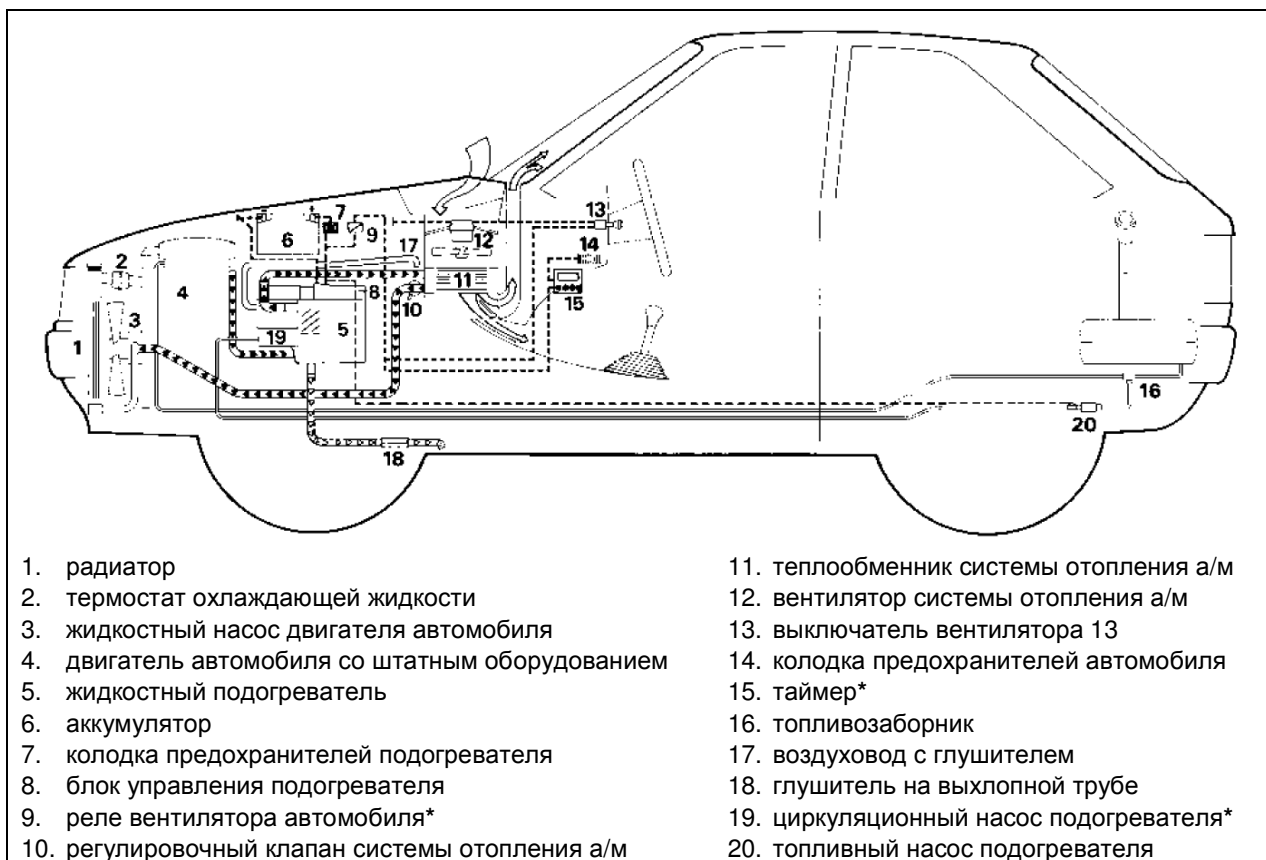 7
13
6
9
12
14
17
2
11
4
8
10
15
3
19
5
1
16
20
18
1. радиатор
2. термостат охлаждающей жидкости
3. жидкостный насос двигателя автомобиля
4. двигатель автомобиля со штатным оборудованием
5. жидкостный подогреватель
6. аккумулятор
7. колодка предохранителей подогревателя
8. блок управления подогревателя
9. реле вентилятора автомобиля*
10. регулировочный клапан системы отопления а/м
11. теплообменник системы отопления а/м
12. вентилятор системы отопления а/м
13. выключатель вентилятора 13
14. колодка предохранителей автомобиля
15. таймер*
16. топливозаборник
17. воздуховод с глушителем
18. глушитель на выхлопной трубе
19. циркуляционный насос подогревателя*
20. топливный насос подогревателя